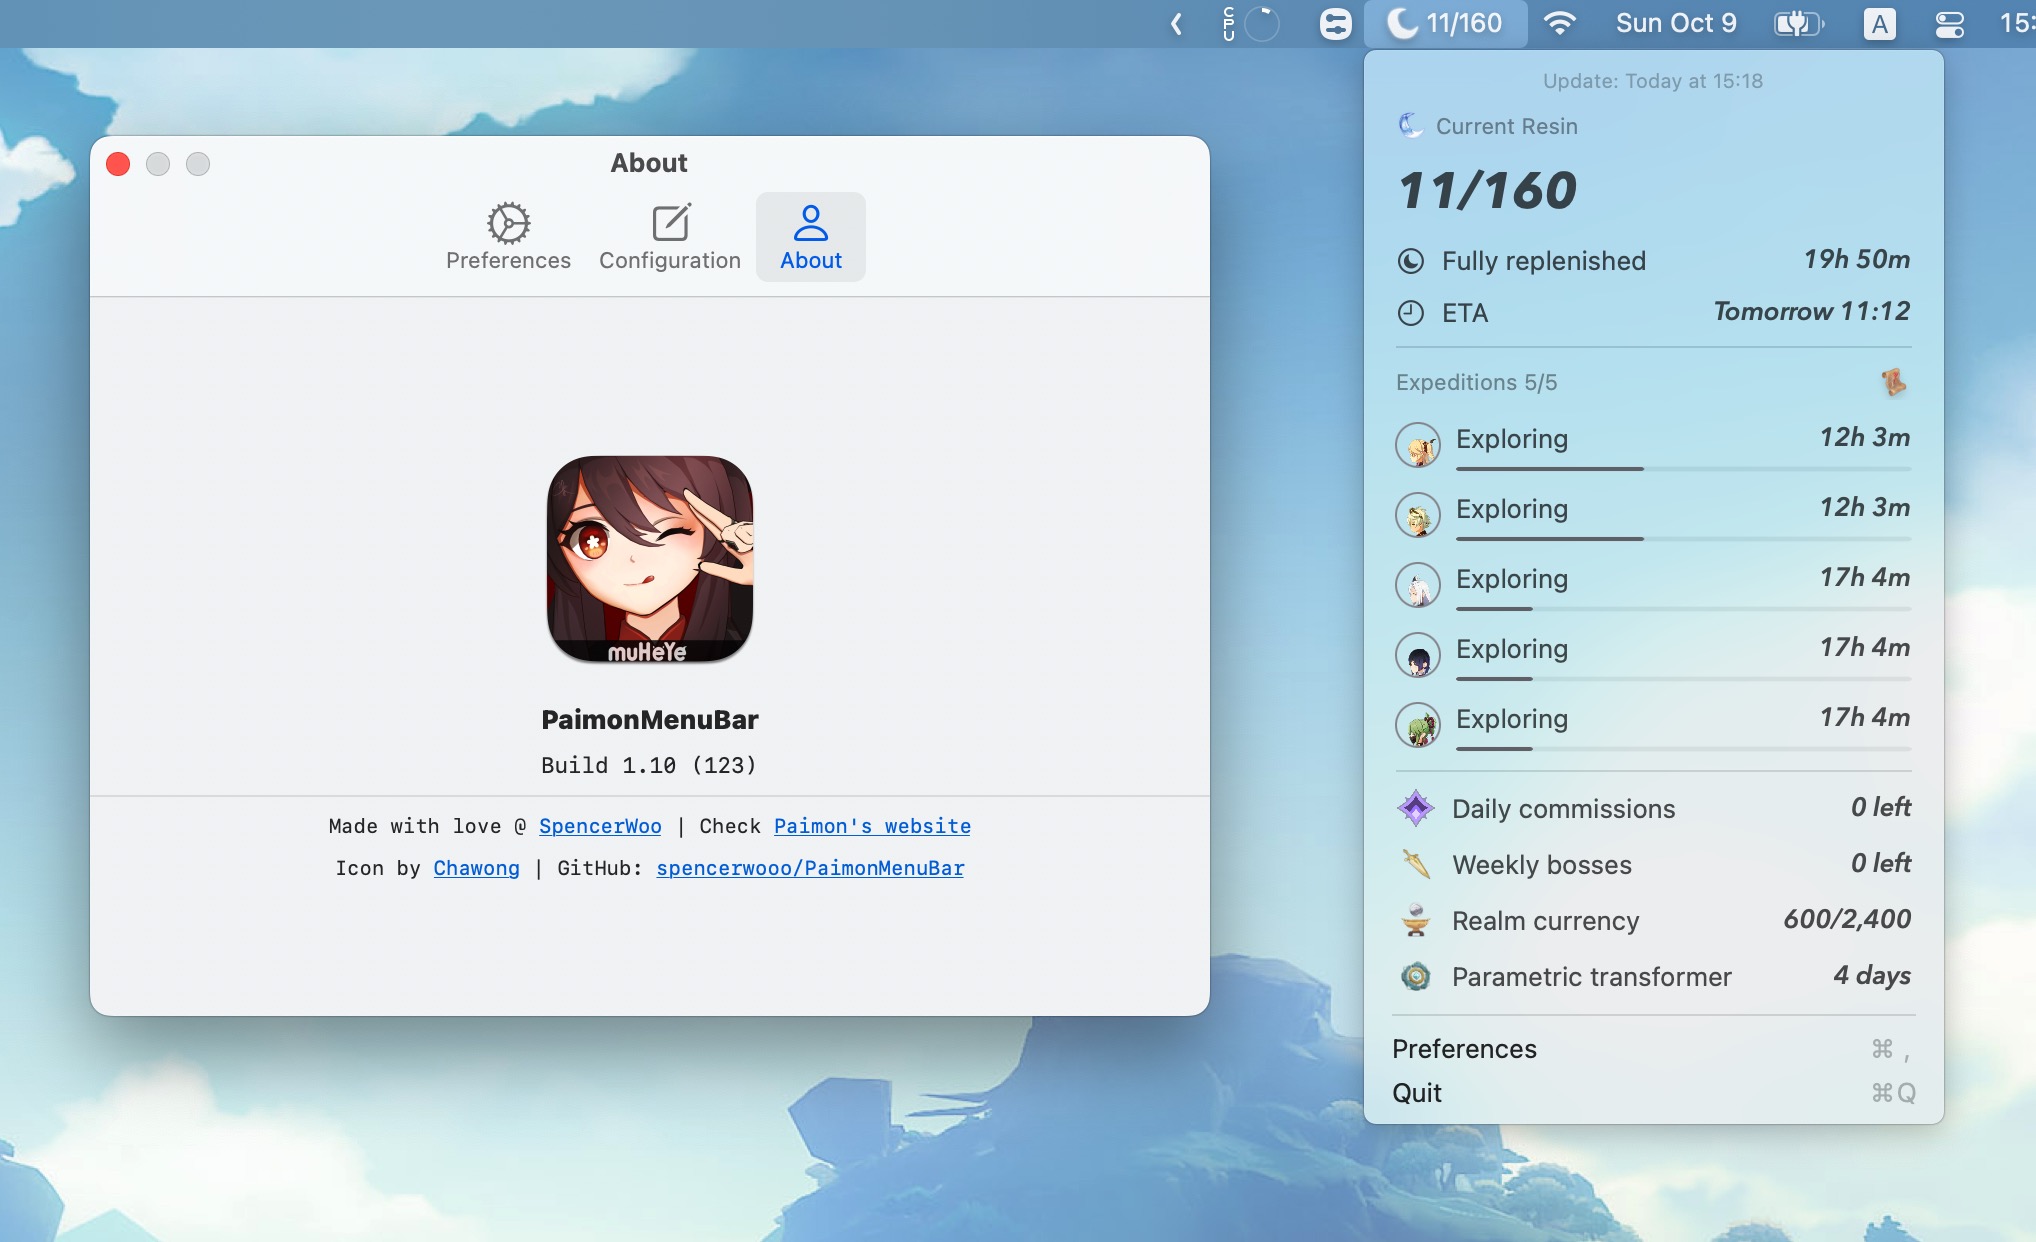 CPU
11/160
Sun Oct 9
A
15:
About
Preferences
Configuration
About
muHeYe
PaimonMenuBar
Build 1.10 (123)
Made with love @ SpencerWoo | Check Paimon's website
Icon by Chawong | GitHub: spencerwooo/PaimonMenuBar
Update: Today at 15:18
Current Resin
11/160
Fully replenished 19h 50m
ETA Tomorrow 11:12
Expeditions 5/5
Exploring 12h 3m
Exploring 12h 3m
Exploring 17h 4m
Exploring 17h 4m
Exploring 17h 4m
Daily commissions 0 left
Weekly bosses 0 left
Realm currency 600/2,400
Parametric transformer 4 days
Preferences ⌘ ,
Quit ⌘Q